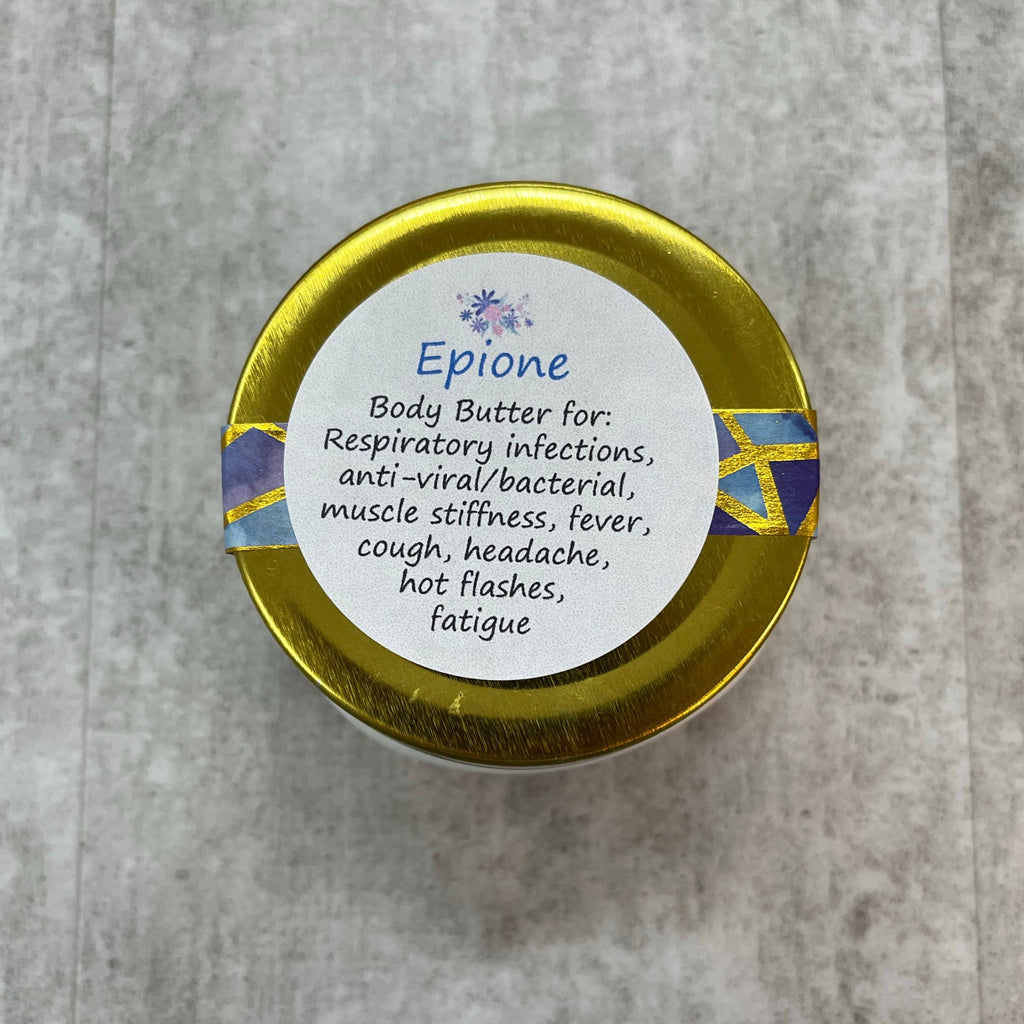 Epione
Body Butter for:
Respiratory infections,
anti-viral/bacterial,
muscle stiffness, fever,
cough, headache,
hot flashes,
fatigue